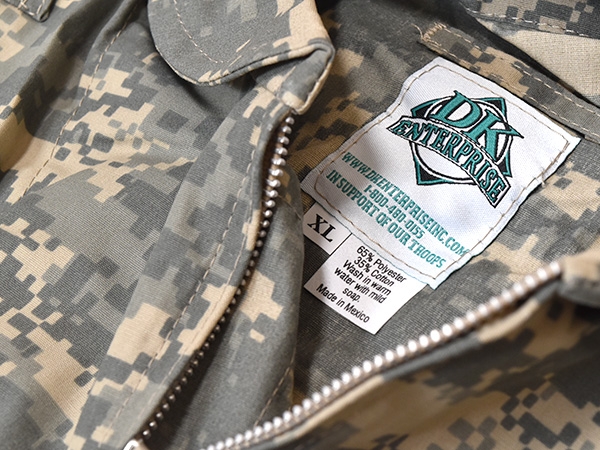 DK
ENTERPRISE
WWW.DKENTERPRISEINC.COM
1-800-490-0155
IN SUPPORT OF OUR TROOPS
XL
65% Polyester
35% Cotton
Wash in warm
water with mild
soap.
Made in Mexico